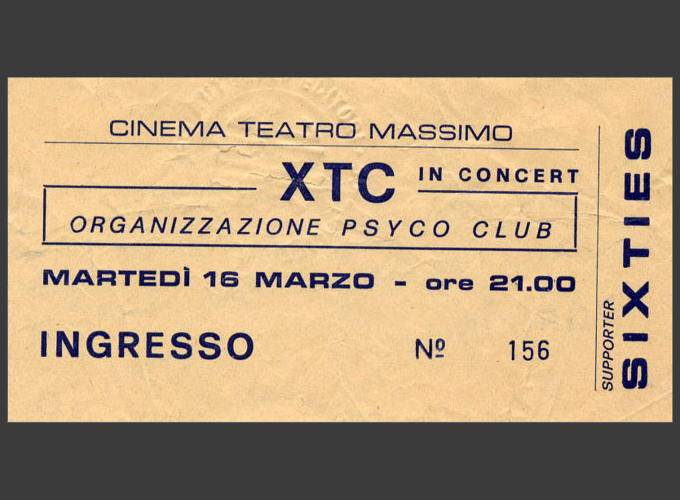 CINEMA TEATRO MASSIMO
XTC IN CONCERT
ORGANIZZAZIONE PSYCO CLUB
MARTEDÌ 16 MARZO - ore 21.00
INGRESSO Nº 156
SUPPORTER
SIXTIES